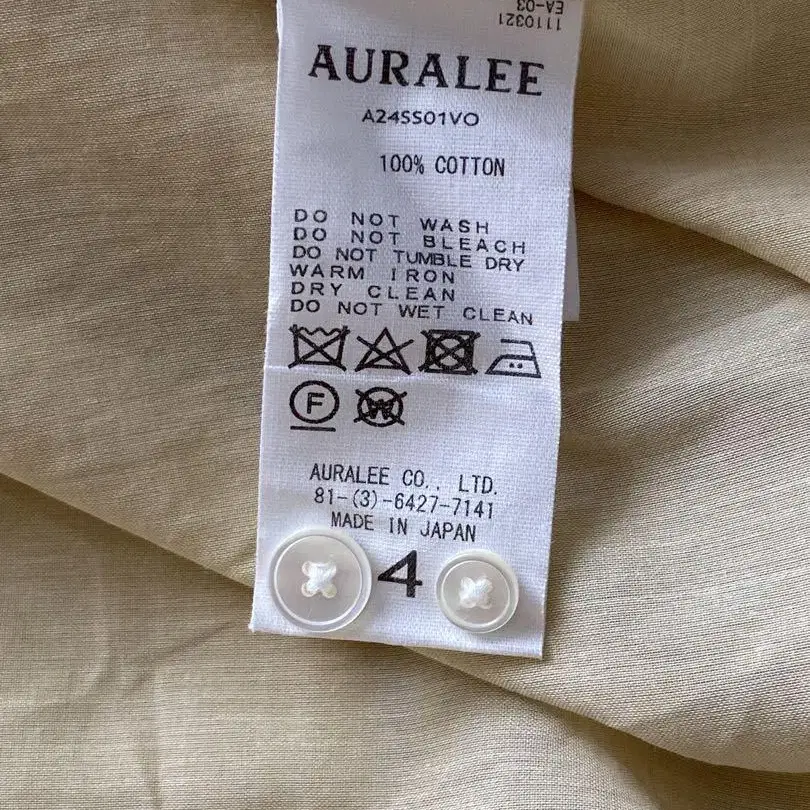 1110321
EA-03
AURALEE
A24SS01VO
100% COTTON
DO NOT WASH
DO NOT BLEACH
DO NOT TUMBLE DRY
WARM IRON
DRY CLEAN
DO NOT WET CLEAN
F
W
AURALEE CO., LTD.
81-(3)-6427-7141
MADE IN JAPAN
4